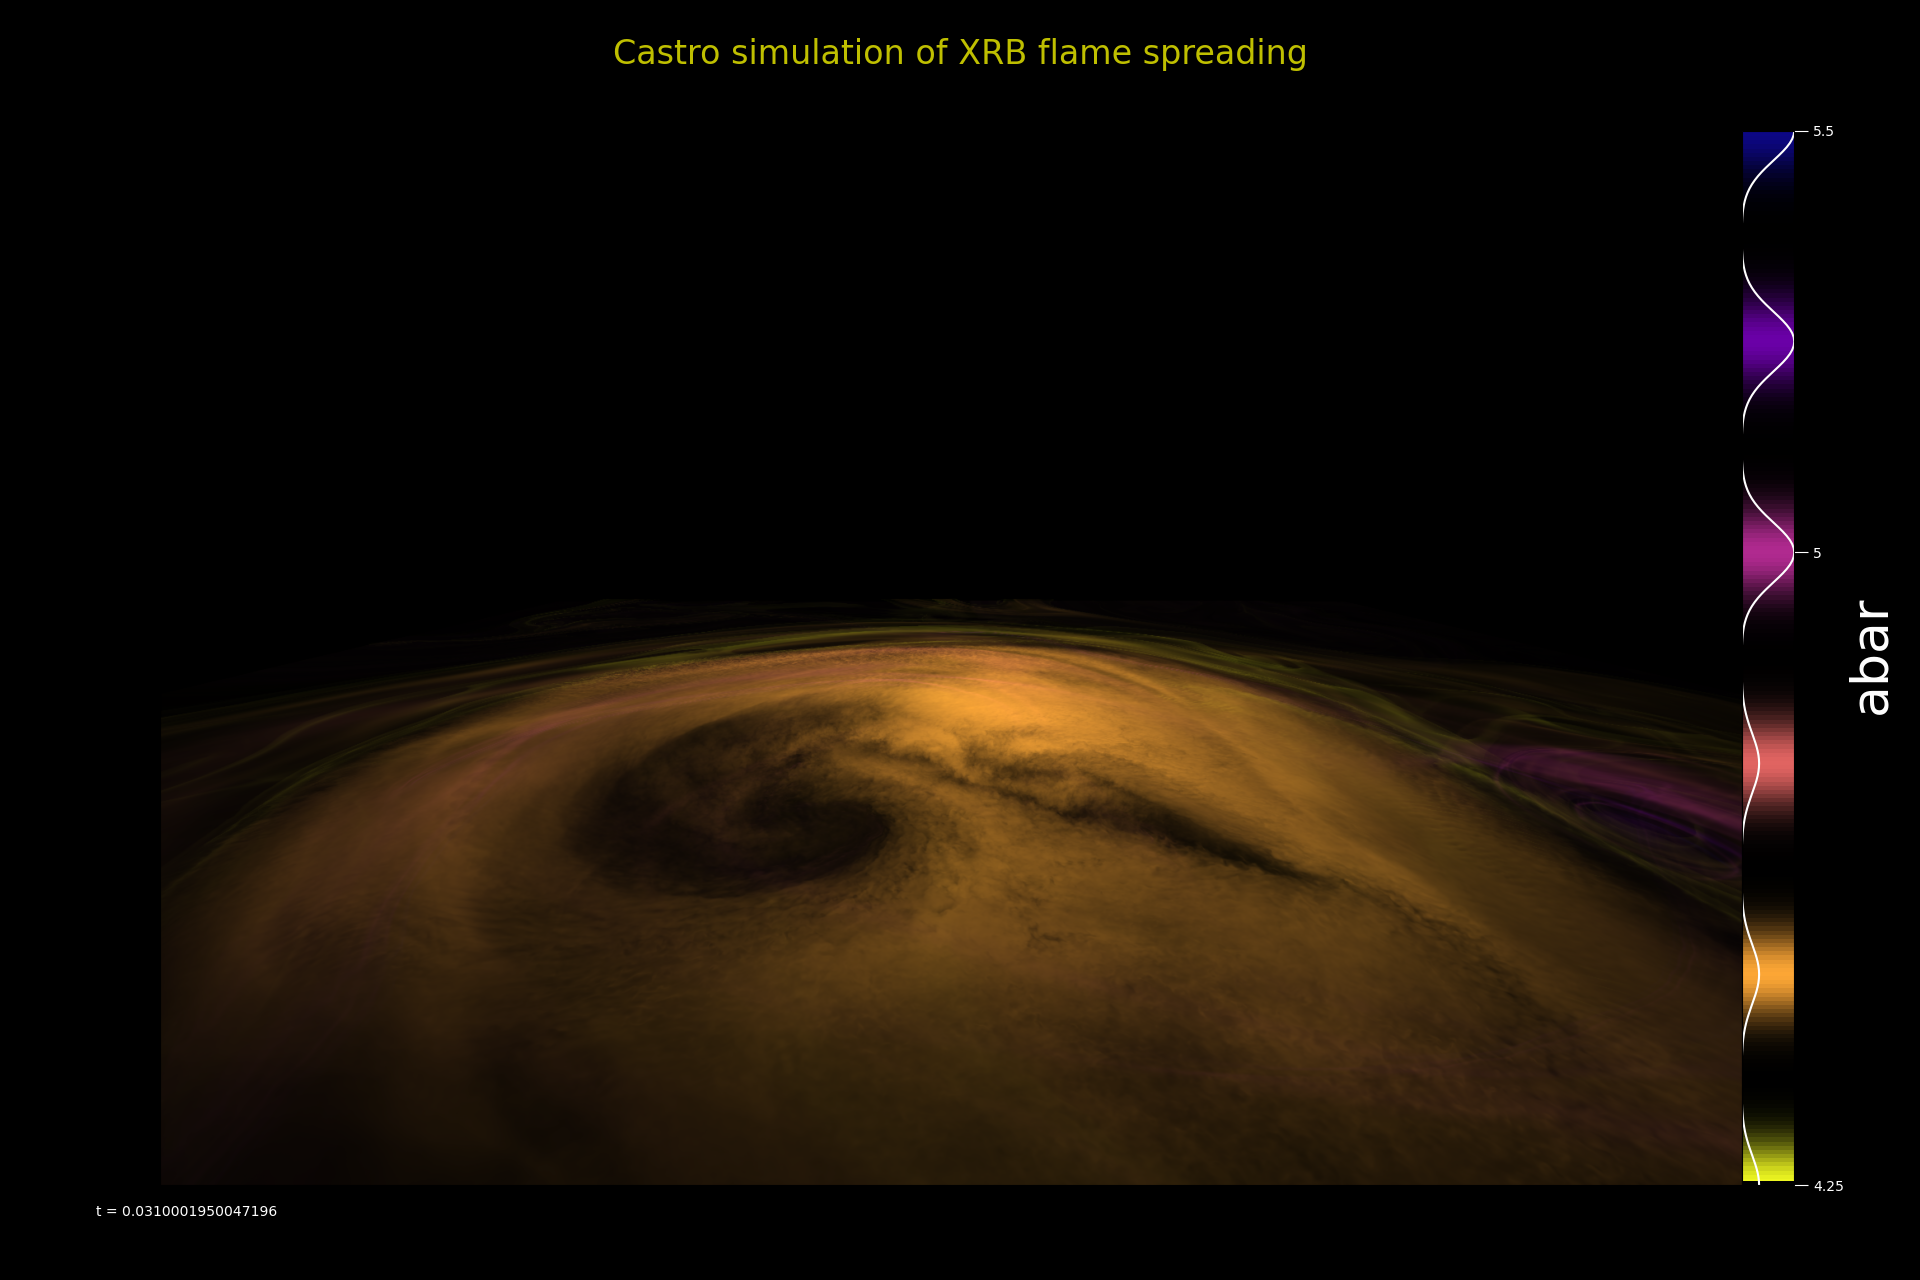 Castro simulation of XRB flame spreading
5.5
5
abar
4.25
t = 0.0310001950047196